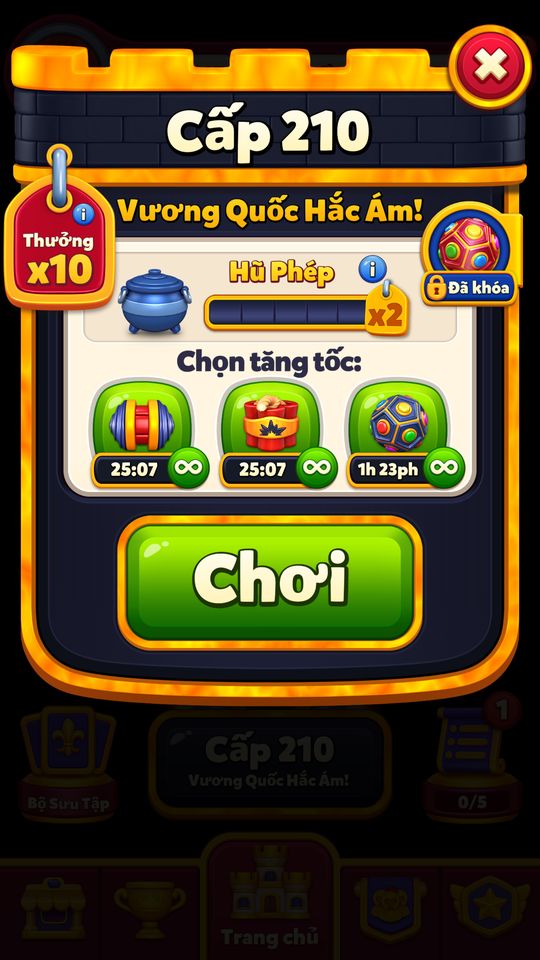 Cấp 210
Vương Quốc Hắc Ám!
Thưởng
x10
Đã khóa
Hũ Phép
x2
Chọn tăng tốc:
25:07
25:07
1h 23ph
Chơi
1
Cấp 210
Vương Quốc Hắc Ám!
Bộ Sưu Tập
0/5
Trang chủ